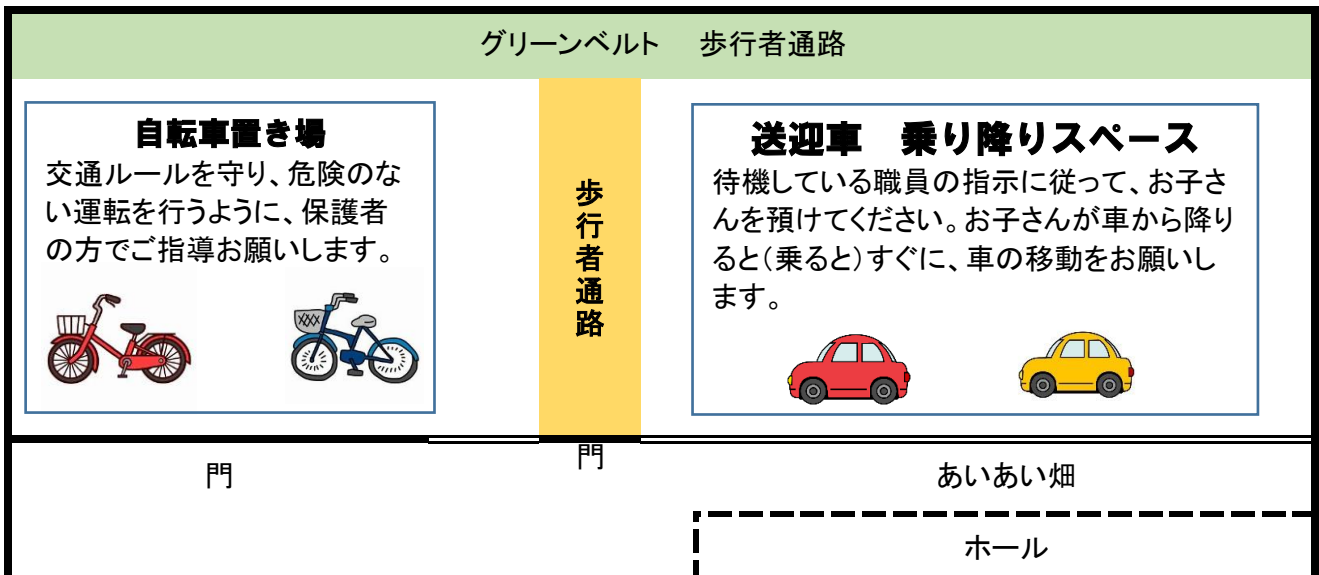 グリーンベルト　歩行者通路
自転車置き場
交通ルールを守り、危険のな
い運転を行うように、保護者
の方でご指導お願いします。
歩行者通路
送迎車　乗り降りスペース
待機している職員の指示に従って、お子さ
んを預けてください。お子さんが車から降り
ると（乗ると）すぐに、車の移動をお願いし
ます。
門
門
あいあい畑
ホール